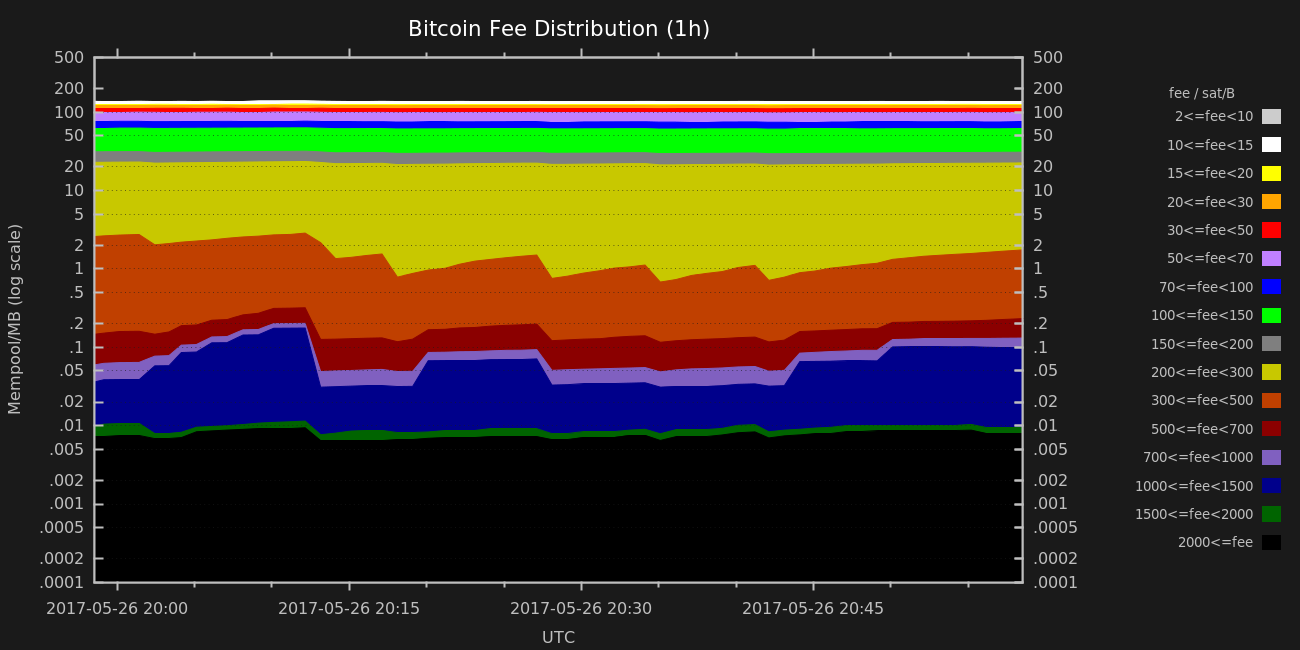 Bitcoin Fee Distribution (1h)
Mempool/MB (log scale)
500
200
100
50
20
10
5
2
1
.5
.2
.1
.05
.02
.01
.005
.002
.001
.0005
.0002
.0001
500
200
100
50
20
10
5
2
1
.5
.2
.1
.05
.02
.01
.005
.002
.001
.0005
.0002
.0001
2017-05-26 20:00
2017-05-26 20:15
2017-05-26 20:30
2017-05-26 20:45
UTC
fee / sat/B
2<=fee<10
10<=fee<15
15<=fee<20
20<=fee<30
30<=fee<50
50<=fee<70
70<=fee<100
100<=fee<150
150<=fee<200
200<=fee<300
300<=fee<500
500<=fee<700
700<=fee<1000
1000<=fee<1500
1500<=fee<2000
2000<=fee